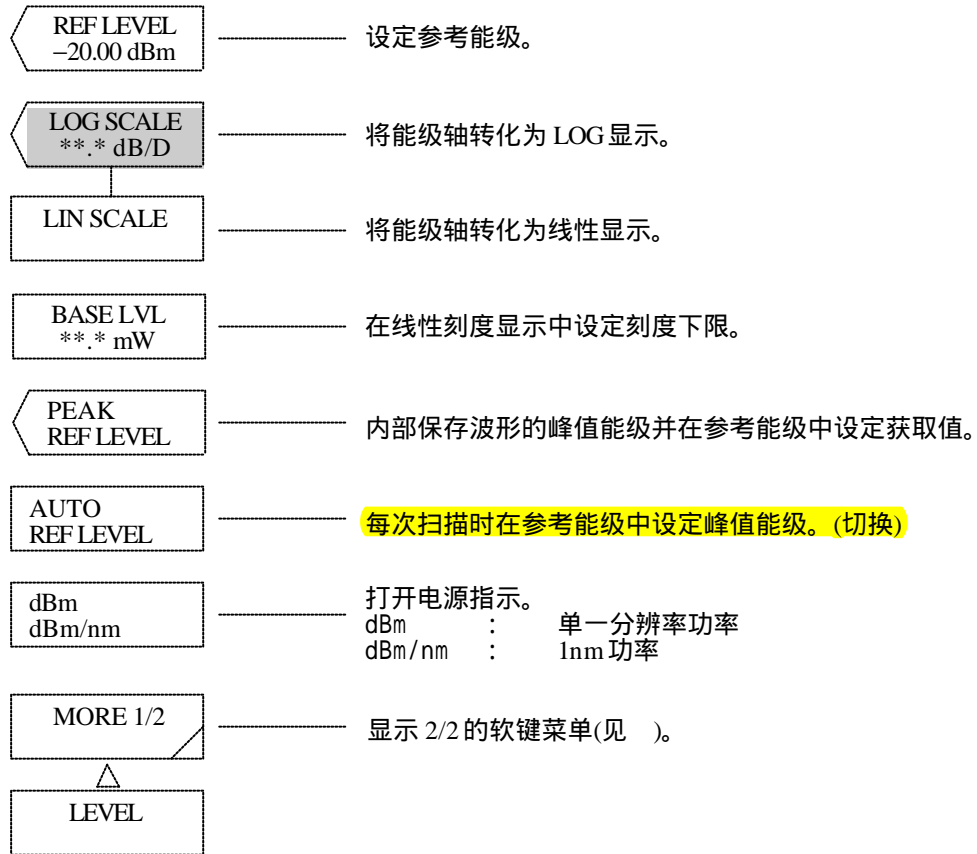 REF LEVEL
−20.00 dBm
设定参考能级。
LOG SCALE
**.* dB/D
将能级轴转化为 LOG 显示。
LIN SCALE
将能级轴转化为线性显示。
BASE LVL
**.* mW
在线性刻度显示中设定刻度下限。
PEAK
REF LEVEL
内部保存波形的峰值能级并在参考能级中设定获取值。
AUTO
REF LEVEL
每次扫描时在参考能级中设定峰值能级。(切换)
dBm
dBm/nm
打开电源指示。
dBm : 单一分辨率功率
dBm/nm : 1nm 功率
MORE 1/2
显示 2/2 的软键菜单(见 )。
LEVEL